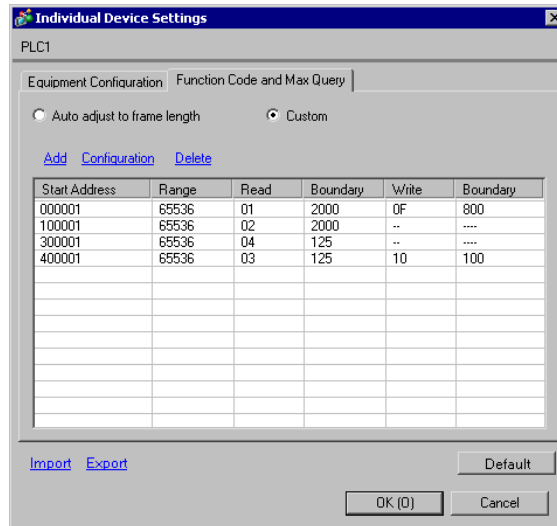 Individual Device Settings
PLC1
Equipment Configuration Function Code and Max Query
Auto adjust to frame length Custom
Add Configuration Delete
Start Address Range Read Boundary Write Boundary
000001 65536 01 2000 0F 800
100001 65536 02 2000 -- ----
300001 65536 04 125 -- ----
400001 65536 03 125 10 100
Import Export Default
OK (O) Cancel